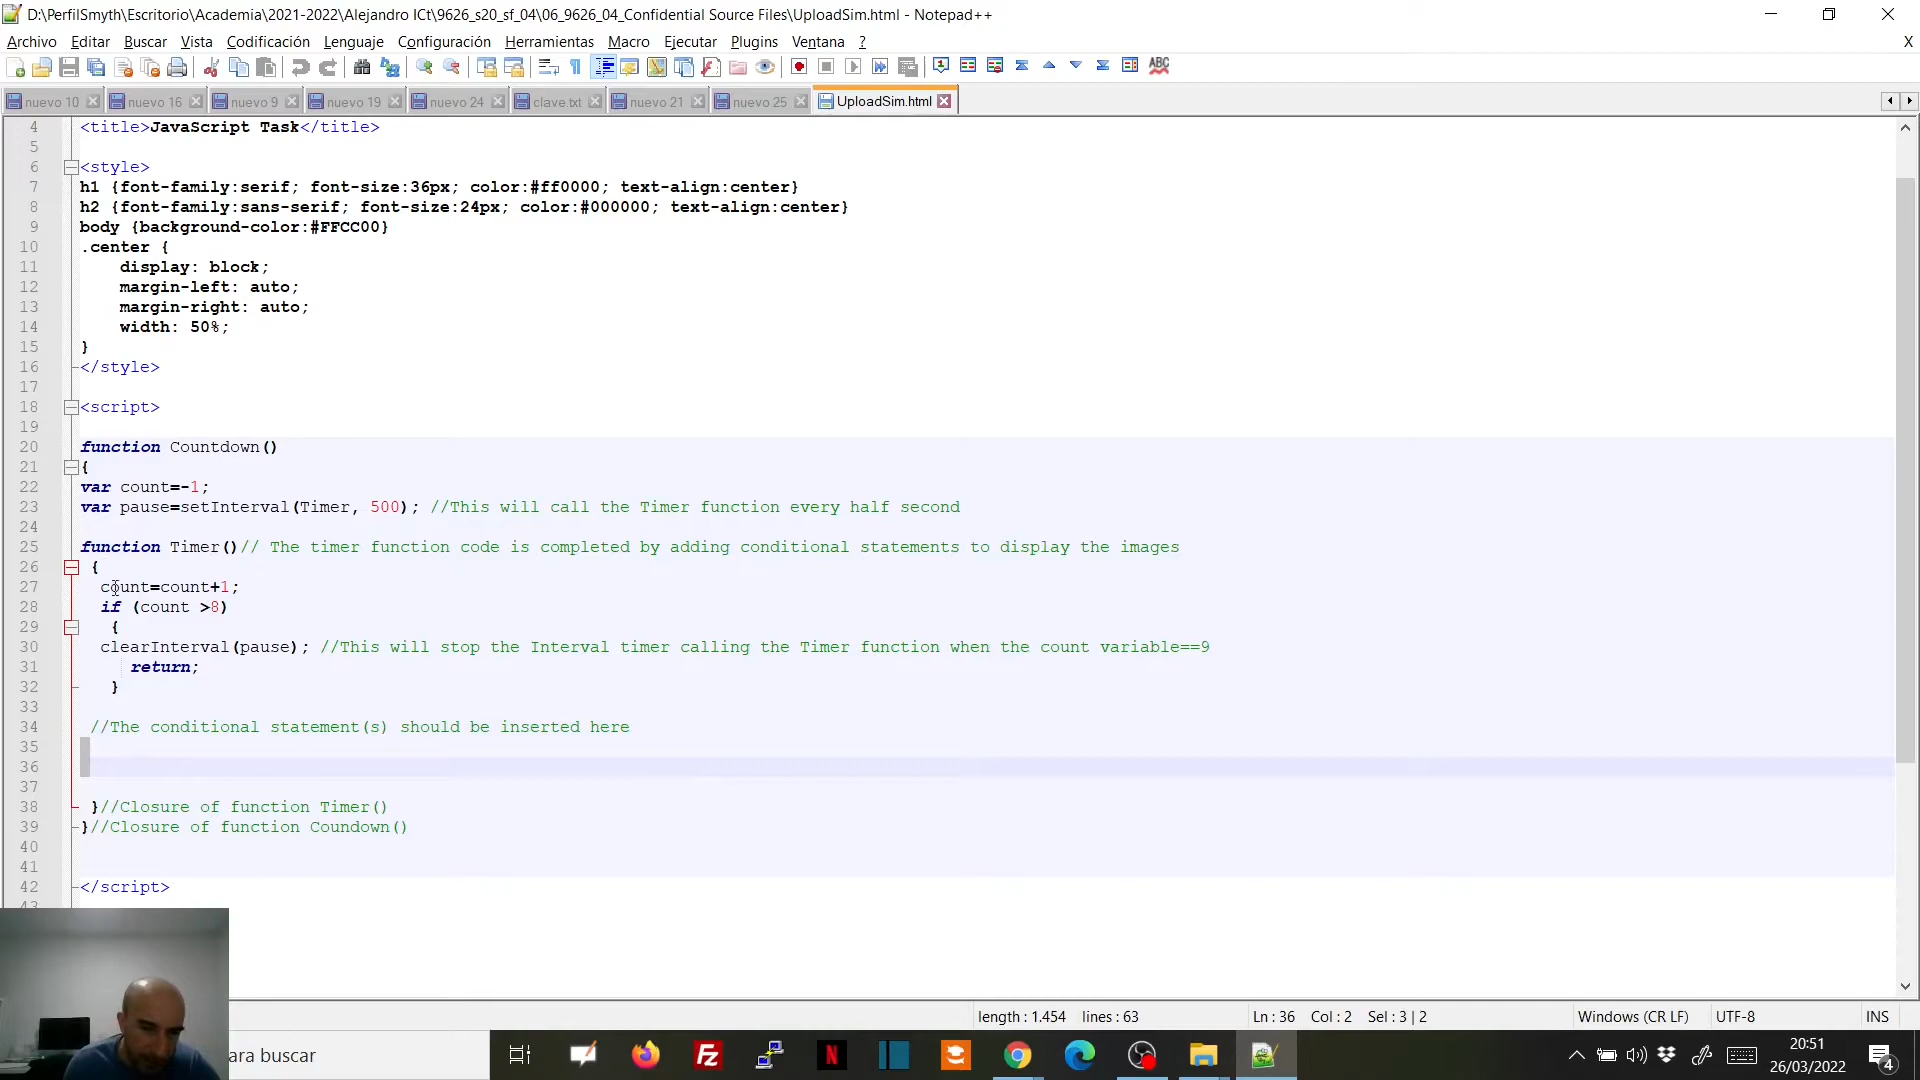 D:\PerfilSmyth\Escritorio\Academia\2021-2022\Alejandro ICt\9626_s20_sf_04\06_9626_04_Confidential Source Files\UploadSim.html - Notepad++
Archivo Editar Buscar Vista Codificación Lenguaje Configuración Herramientas Macro Ejecutar Plugins Ventana ? X
ABC
nuevo 10 nuevo 16 nuevo 9 nuevo 19 nuevo 24 clave.txt nuevo 21 nuevo 25 UploadSim.html
4 <title>JavaScript Task</title>
5
6 <style>
7 h1 {font-family:serif; font-size:36px; color:#ff0000; text-align:center}
8 h2 {font-family:sans-serif; font-size:24px; color:#000000; text-align:center}
9 body {background-color:#FFCC00}
10 .center {
11 display: block;
12 margin-left: auto;
13 margin-right: auto;
14 width: 50%;
15 }
16 </style>
17
18 <script>
19
20 function Countdown()
21 {
22 var count=-1;
23 var pause=setInterval(Timer, 500); //This will call the Timer function every half second
24
25 function Timer()// The timer function code is completed by adding conditional statements to display the images
26 {
27 count=count+1;
28 if (count >8)
29 {
30 clearInterval(pause); //This will stop the Interval timer calling the Timer function when the count variable==9
31 return;
32 }
33
34 //The conditional statement(s) should be inserted here
35
36
37
38 }//Closure of function Timer()
39 }//Closure of function Coundown()
40
41
42 </script>
43
length : 1.454 lines : 63 Ln : 36 Col : 2 Sel : 3 | 2 Windows (CR LF) UTF-8 INS
ara buscar
FZ
N
20:51
26/03/2022
4